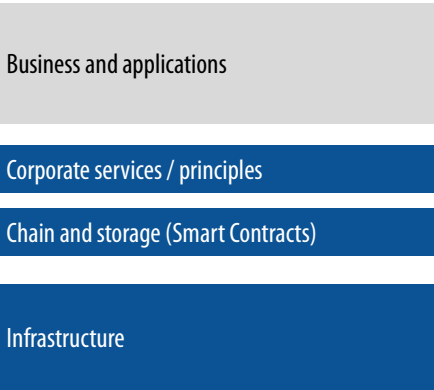 Business and applications
Corporate services / principles
Chain and storage (Smart Contracts)
Infrastructure